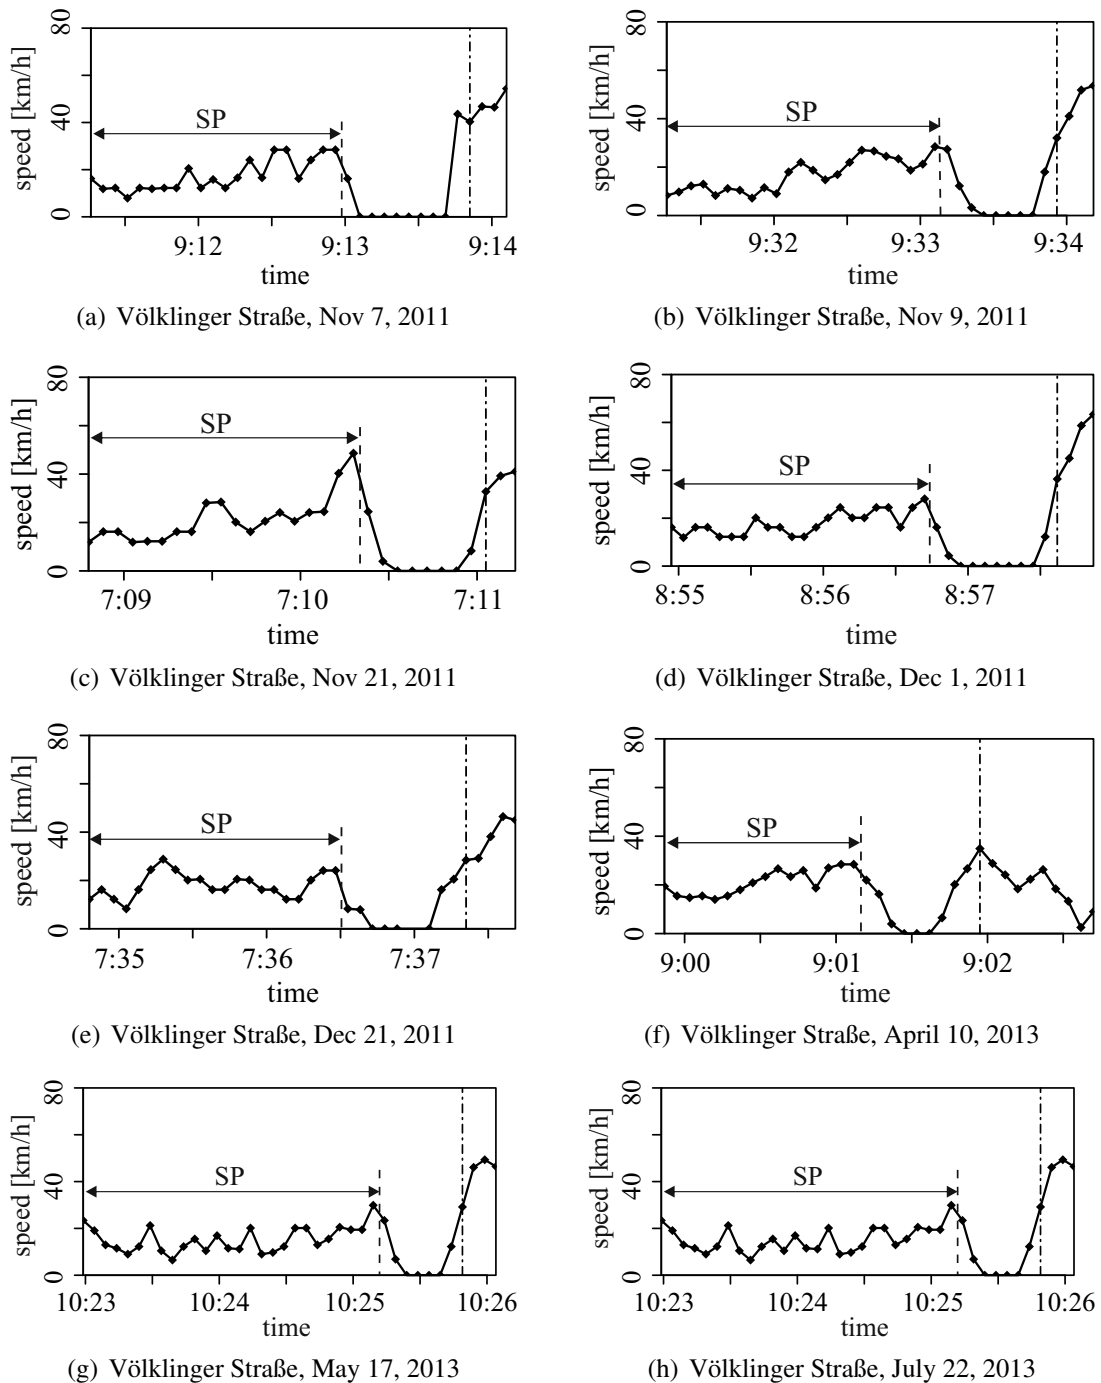 80
40
0
speed [km/h]
SP
9:12 9:13 9:14
time
(a) Völklinger Straße, Nov 7, 2011
80
40
0
speed [km/h]
SP
9:32 9:33 9:34
time
(b) Völklinger Straße, Nov 9, 2011
80
40
0
speed [km/h]
SP
7:09 7:10 7:11
time
(c) Völklinger Straße, Nov 21, 2011
80
40
0
speed [km/h]
SP
8:55 8:56 8:57
time
(d) Völklinger Straße, Dec 1, 2011
80
40
0
speed [km/h]
SP
7:35 7:36 7:37
time
(e) Völklinger Straße, Dec 21, 2011
80
40
0
speed [km/h]
SP
9:00 9:01 9:02
time
(f) Völklinger Straße, April 10, 2013
80
40
0
speed [km/h]
SP
10:23 10:24 10:25 10:26
time
(g) Völklinger Straße, May 17, 2013
80
40
0
speed [km/h]
SP
10:23 10:24 10:25 10:26
time
(h) Völklinger Straße, July 22, 2013